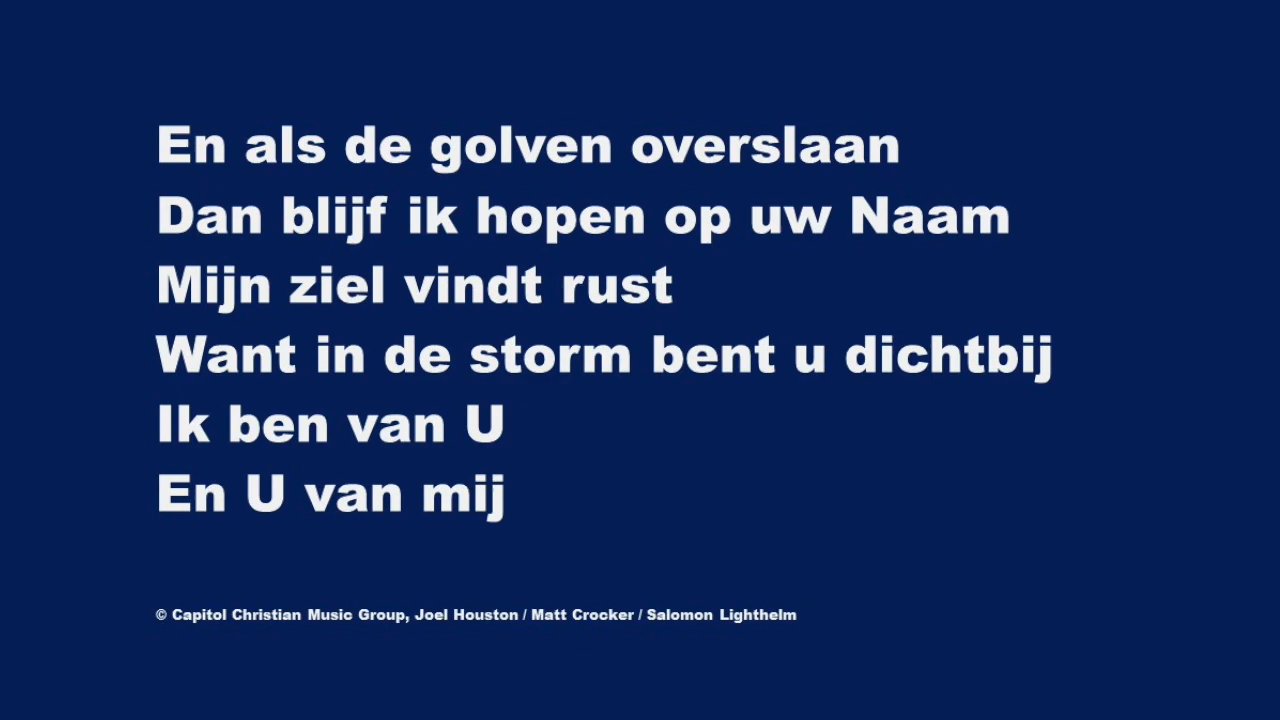 En als de golven overslaan
Dan blijf ik hopen op uw Naam
Mijn ziel vindt rust
Want in de storm bent u dichtbij
Ik ben van U
En U van mij
© Capitol Christian Music Group, Joel Houston / Matt Crocker / Salomon Lighthelm